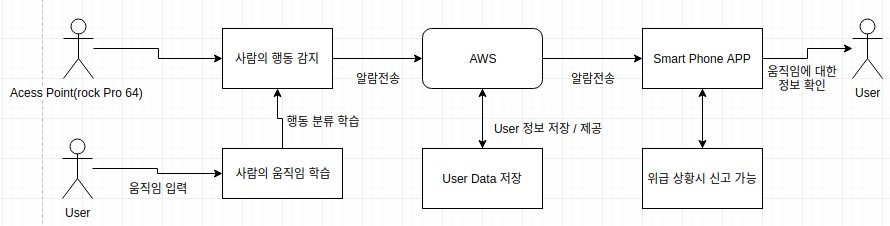 사람의 행동 감지
AWS
Smart Phone APP
알람전송
알람전송
움직임에 대한
정보 확인
Acess Point(rock Pro 64)
User
행동 분류 학습
User 정보 저장 / 제공
사람의 움직임 학습
User Data 저장
위급 상황시 신고 가능
움직임 입력
User